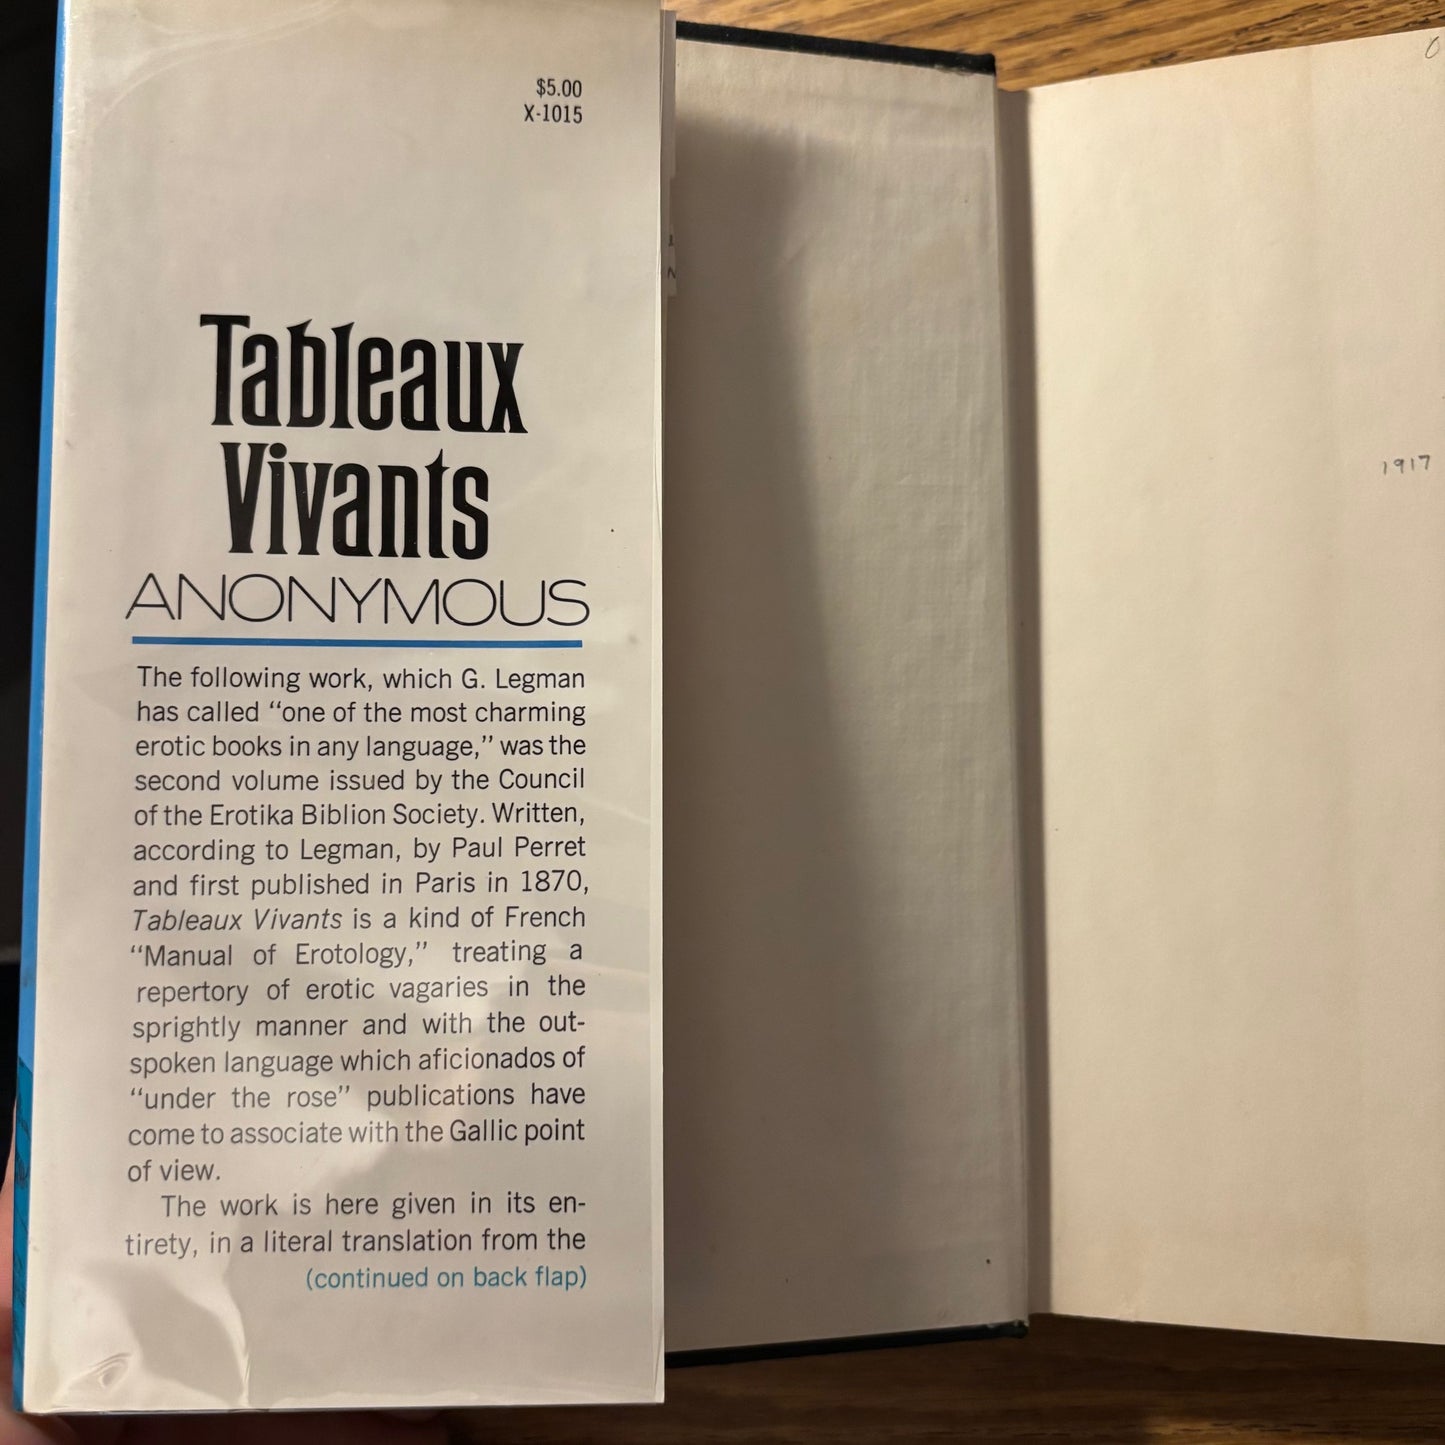 $5.00
X-1015
Tableaux
Vivants
ANONYMOUS
The following work, which G. Legman
has called “one of the most charming
erotic books in any language,” was the
second volume issued by the Council
of the Erotika Biblion Society. Written,
according to Legman, by Paul Perret
and first published in Paris in 1870,
Tableaux Vivants is a kind of French
“Manual of Erotology,” treating a
repertory of erotic vagaries in the
sprightly manner and with the out-
spoken language which aficionados of
“under the rose” publications have
come to associate with the Gallic point
of view.
The work is here given in its en-
tirety, in a literal translation from the
(continued on back flap)
1917